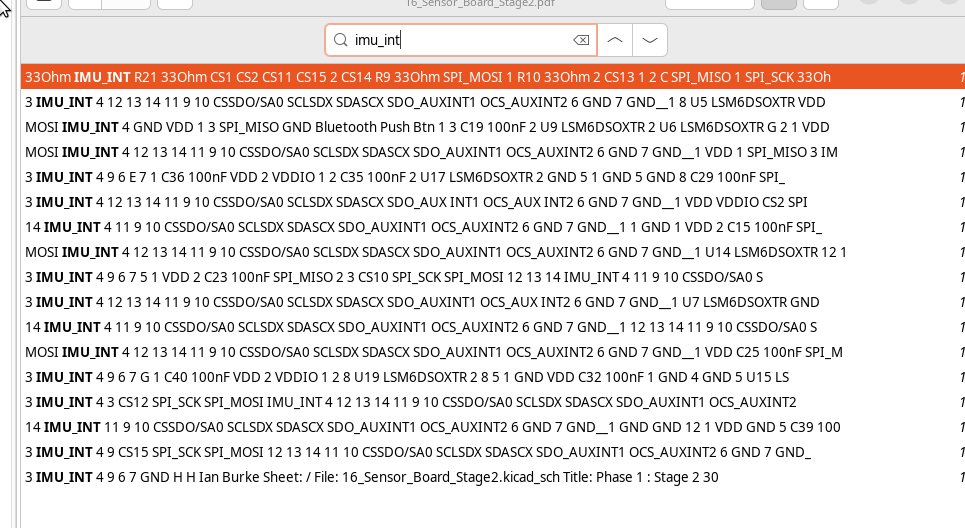 16_Sensor_Board_Stage2.pdf
imu_int
33Ohm IMU_INT R21 33Ohm CS1 CS2 CS11 CS15 2 CS14 R9 33Ohm SPI_MOSI 1 R10 33Ohm 2 CS13 1 2 C SPI_MISO 1 SPI_SCK 33Oh 1
3 IMU_INT 4 12 13 14 11 9 10 CSSDO/SA0 SCLSDX SDASCX SDO_AUXINT1 OCS_AUXINT2 6 GND 7 GND__1 8 U5 LSM6DSOXTR VDD 1
MOSI IMU_INT 4 GND VDD 1 3 SPI_MISO GND Bluetooth Push Btn 1 3 C19 100nF 2 U9 LSM6DSOXTR 2 U6 LSM6DSOXTR G 2 1 VDD 1
MOSI IMU_INT 4 12 13 14 11 9 10 CSSDO/SA0 SCLSDX SDASCX SDO_AUXINT1 OCS_AUXINT2 6 GND 7 GND__1 VDD 1 SPI_MISO 3 IM 1
3 IMU_INT 4 9 6 E 7 1 C36 100nF VDD 2 VDDIO 1 2 C35 100nF 2 U17 LSM6DSOXTR 2 GND 5 1 GND 5 GND 8 C29 100nF SPI_ 1
3 IMU_INT 4 12 13 14 11 9 10 CSSDO/SA0 SCLSDX SDASCX SDO_AUX INT1 OCS_AUX INT2 6 GND 7 GND__1 VDD VDDIO CS2 SPI 1
14 IMU_INT 4 11 9 10 CSSDO/SA0 SCLSDX SDASCX SDO_AUXINT1 OCS_AUXINT2 6 GND 7 GND__1 1 GND 1 VDD 2 C15 100nF SPI_ 1
MOSI IMU_INT 4 12 13 14 11 9 10 CSSDO/SA0 SCLSDX SDASCX SDO_AUXINT1 OCS_AUXINT2 6 GND 7 GND__1 U14 LSM6DSOXTR 12 1 1
3 IMU_INT 4 9 6 7 5 1 VDD 2 C23 100nF SPI_MISO 2 3 CS10 SPI_SCK SPI_MOSI 12 13 14 IMU_INT 4 11 9 10 CSSDO/SA0 S 1
3 IMU_INT 4 12 13 14 11 9 10 CSSDO/SA0 SCLSDX SDASCX SDO_AUXINT1 OCS_AUX INT2 6 GND 7 GND__1 U7 LSM6DSOXTR GND 1
14 IMU_INT 4 11 9 10 CSSDO/SA0 SCLSDX SDASCX SDO_AUXINT1 OCS_AUXINT2 6 GND 7 GND__1 12 13 14 11 9 10 CSSDO/SA0 S 1
MOSI IMU_INT 4 12 13 14 11 9 10 CSSDO/SA0 SCLSDX SDASCX SDO_AUXINT1 OCS_AUXINT2 6 GND 7 GND__1 VDD C25 100nF SPI_M 1
3 IMU_INT 4 9 6 7 G 1 C40 100nF VDD 2 VDDIO 1 2 8 U19 LSM6DSOXTR 2 8 5 1 GND VDD C32 100nF 1 GND 4 GND 5 U15 LS 1
3 IMU_INT 4 3 CS12 SPI_SCK SPI_MOSI IMU_INT 4 12 13 14 11 9 10 CSSDO/SA0 SCLSDX SDASCX SDO_AUXINT1 OCS_AUXINT2 1
14 IMU_INT 11 9 10 CSSDO/SA0 SCLSDX SDASCX SDO_AUXINT1 OCS_AUXINT2 6 GND 7 GND__1 GND GND 12 1 VDD GND 5 C39 100 1
3 IMU_INT 4 9 CS15 SPI_SCK SPI_MOSI 12 13 14 11 10 CSSDO/SA0 SCLSDX SDASCX SDO_AUXINT1 OCS_AUXINT2 6 GND 7 GND_ 1
3 IMU_INT 4 9 6 7 GND H H Ian Burke Sheet: / File: 16_Sensor_Board_Stage2.kicad_sch Title: Phase 1 : Stage 2 30 1